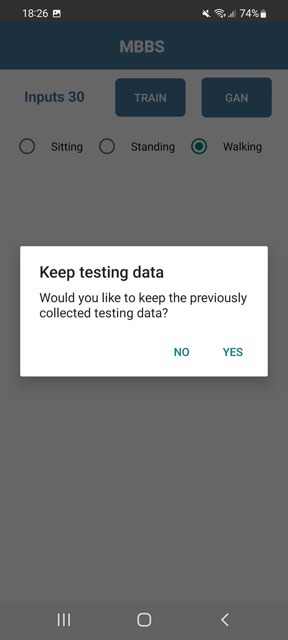 18:26 74%
MBBS
Inputs 30 TRAIN GAN
Sitting Standing Walking
Keep testing data
Would you like to keep the previously
collected testing data?
NO YES